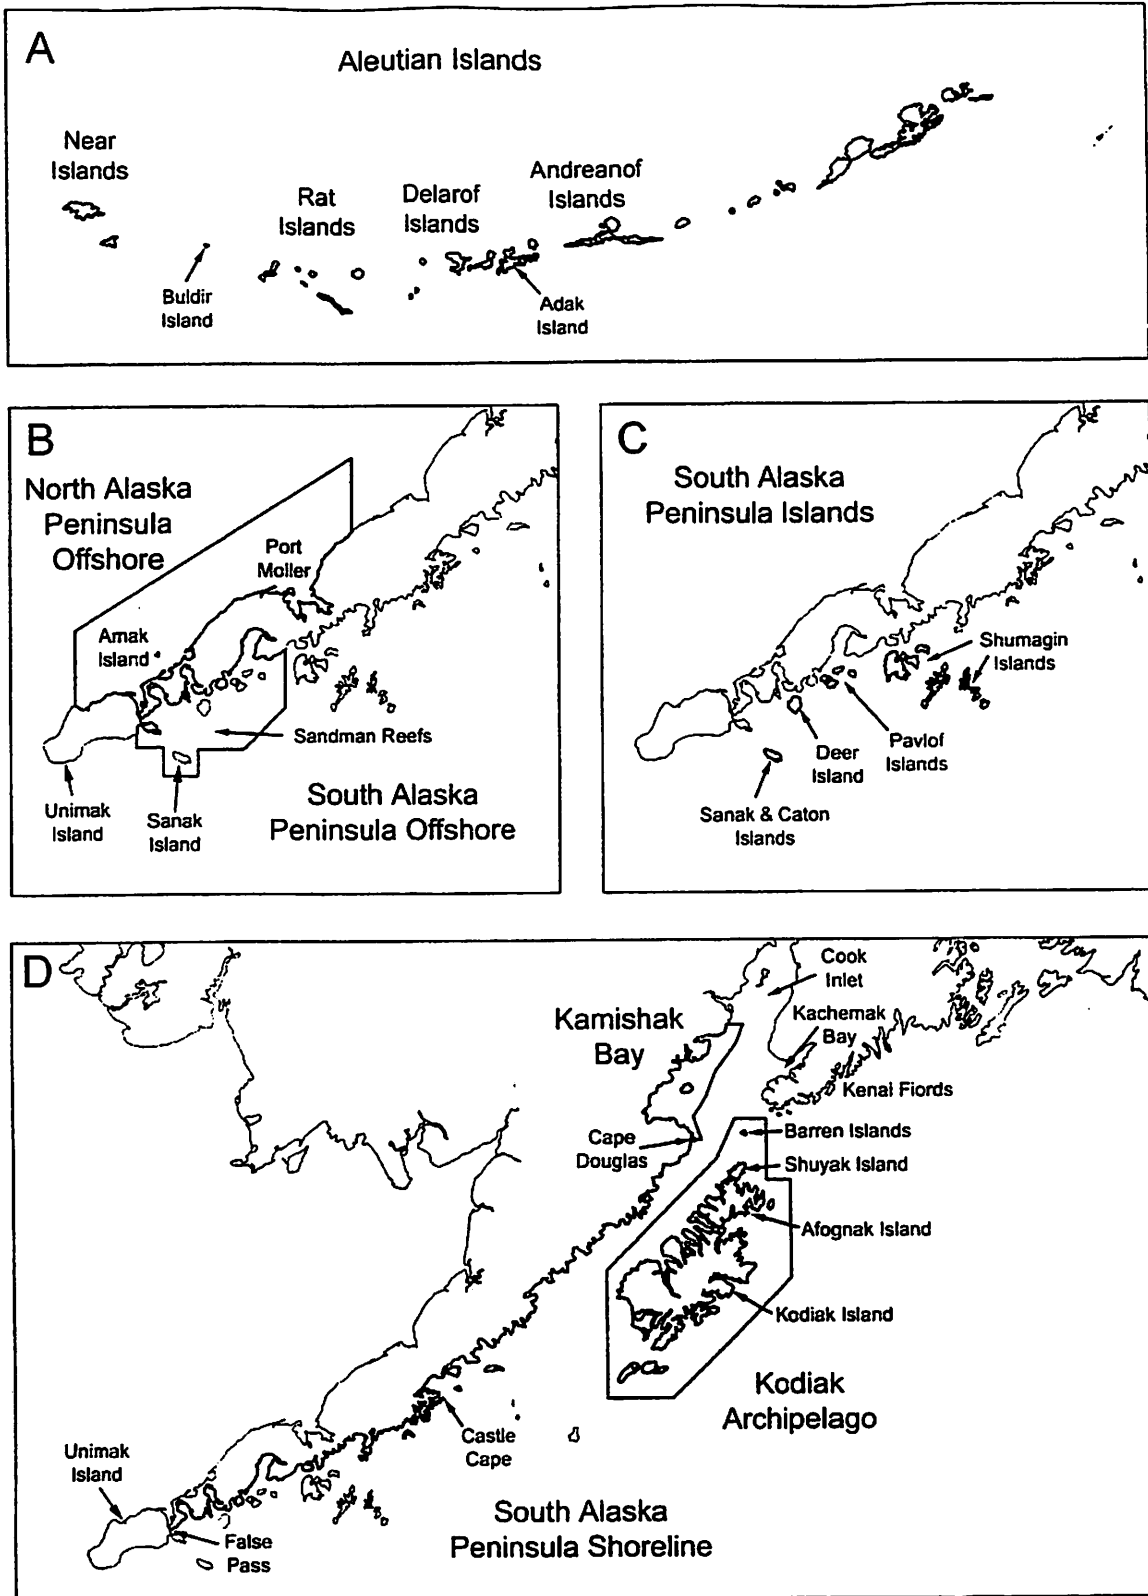 A
Aleutian Islands
Near
Islands
Rat
Islands
Delarof
Islands
Andreanof
Islands
Buldir
Island
Adak
Island
B
North Alaska
Peninsula
Offshore
Port
Moller
Amak
Island
Sandman Reefs
Unimak
Island
Sanak
Island
South Alaska
Peninsula Offshore
C
South Alaska
Peninsula Islands
Shumagin
Islands
Deer
Island
Pavlof
Islands
Sanak & Caton
Islands
D
Cook
Inlet
Kamishak
Bay
Kachemak
Bay
Kenai Fiords
Cape
Douglas
Barren Islands
Shuyak Island
Afognak Island
Kodiak Island
Kodiak
Archipelago
Castle
Cape
Unimak
Island
False
Pass
South Alaska
Peninsula Shoreline